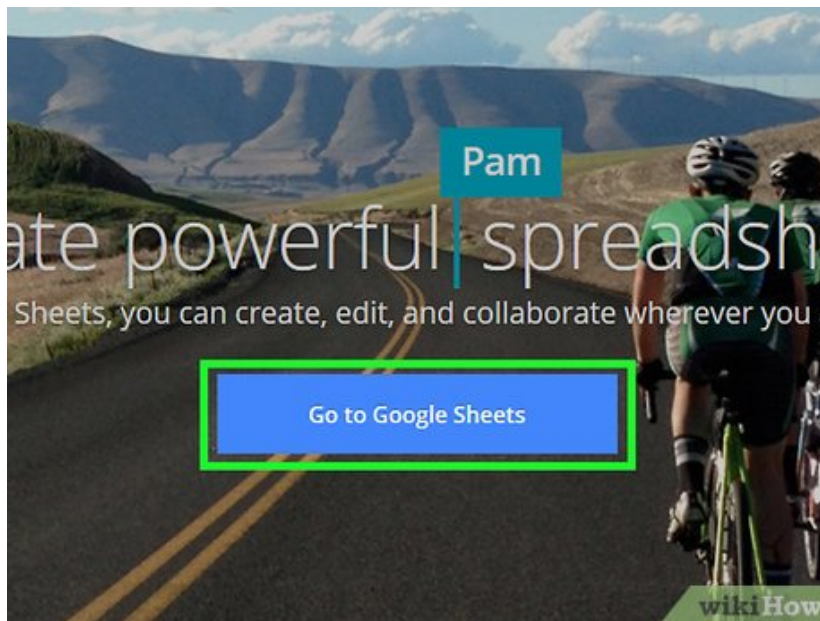 Pam
ate powerful spreadsh
Sheets, you can create, edit, and collaborate wherever you
Go to Google Sheets
wikiHow